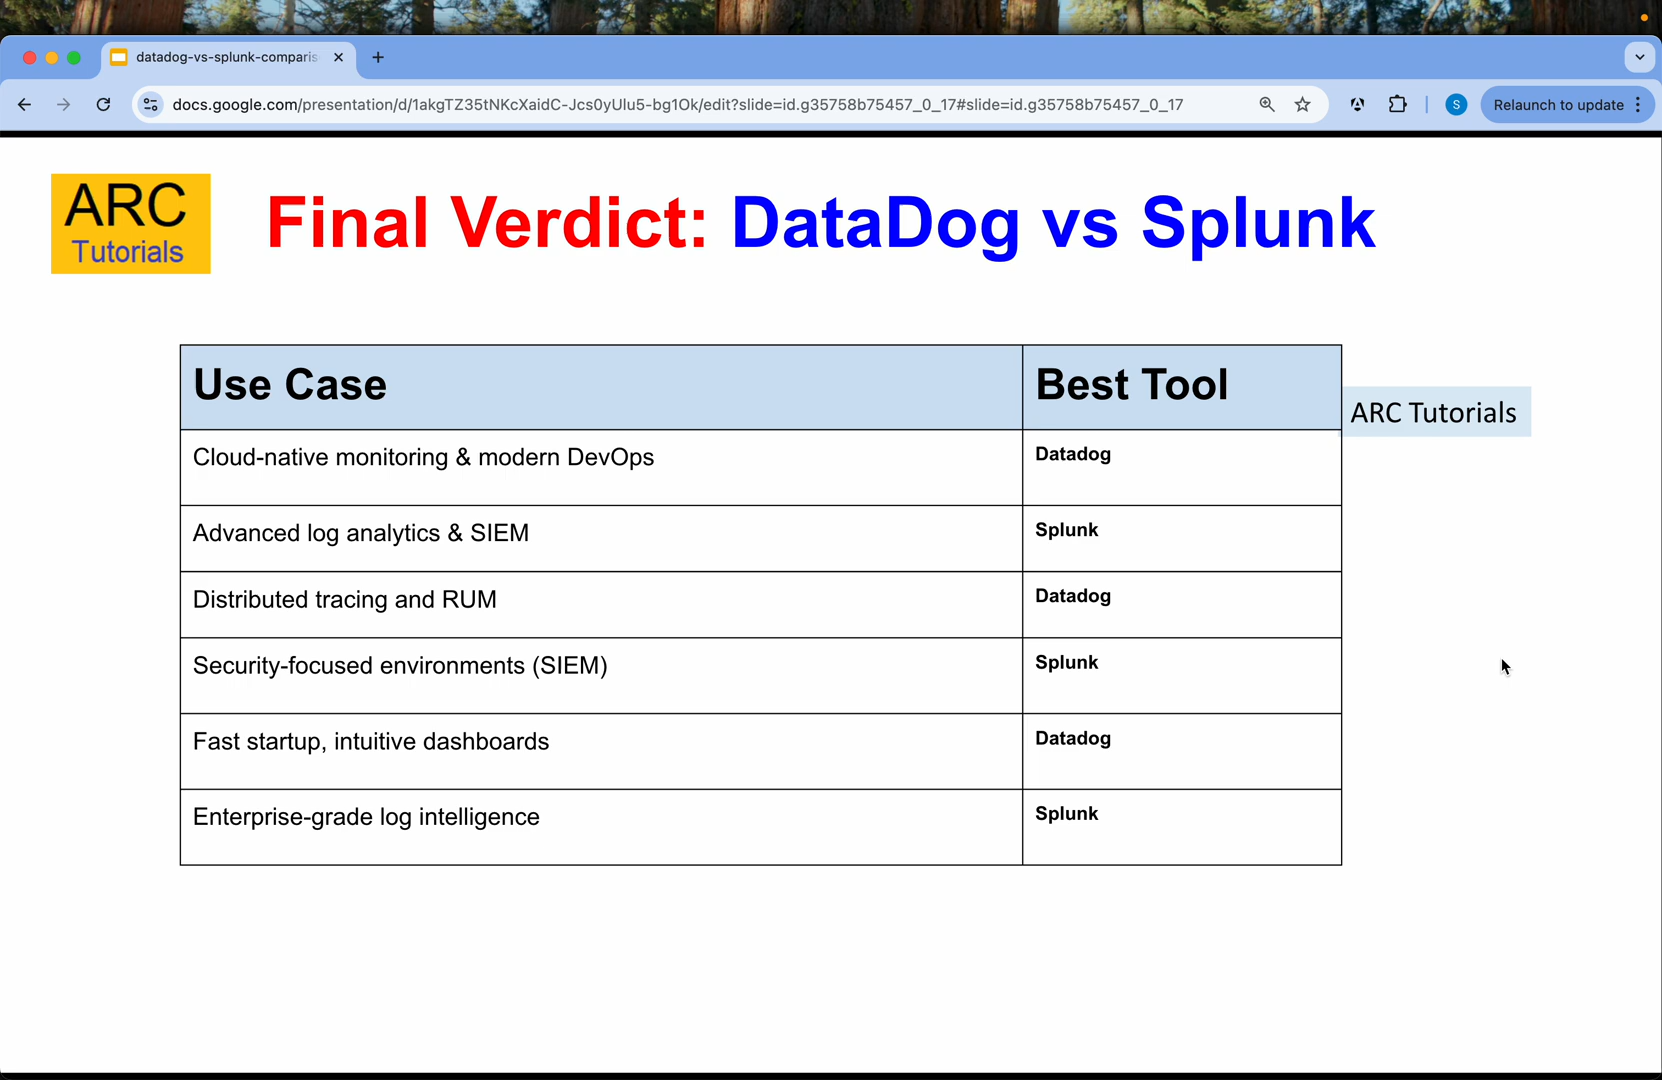 datadog-vs-splunk-comparis
docs.google.com/presentation/d/1akgTZ35tNKcXaidC-Jcs0yUlu5-bg1Ok/edit?slide=id.g35758b75457_0_17#slide=id.g35758b75457_0_17
S
Relaunch to update
ARC
Tutorials
Final Verdict: DataDog vs Splunk
Use Case
Best Tool
ARC Tutorials
Cloud-native monitoring & modern DevOps
Datadog
Advanced log analytics & SIEM
Splunk
Distributed tracing and RUM
Datadog
Security-focused environments (SIEM)
Splunk
Fast startup, intuitive dashboards
Datadog
Enterprise-grade log intelligence
Splunk